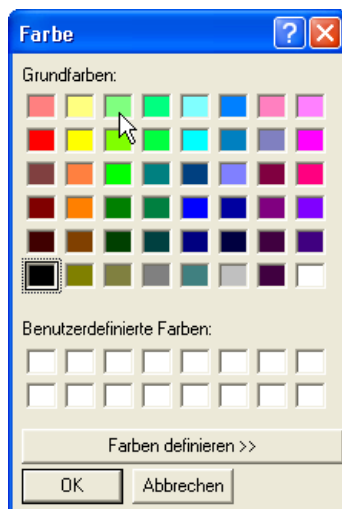 Farbe ?
Grundfarben:
Benutzerdefinierte Farben:
Farben definieren >>
OK Abbrechen